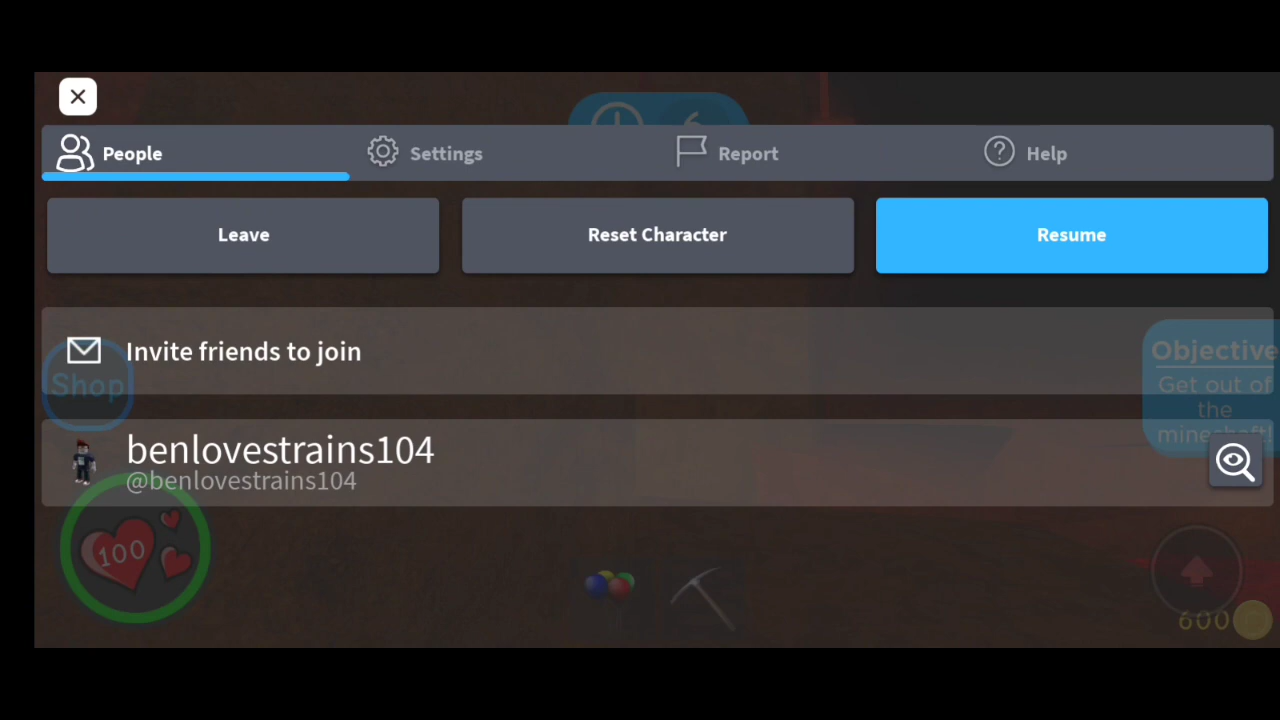 6
People
Settings
Report
Help
Leave
Reset Character
Resume
Invite friends to join
Shop
Objective
Get out of
the
mineshaft!
benlovestrains104
@benlovestrains104
100
600